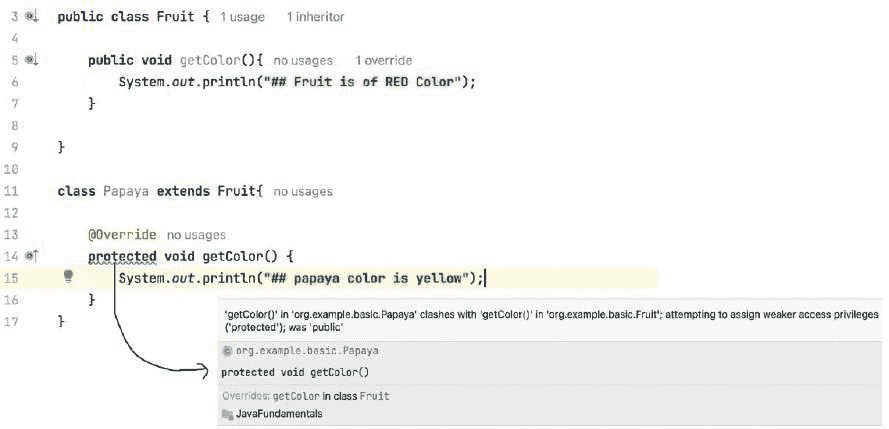 3 public class Fruit { 1 usage 1 inheritor
4
5 public void getColor(){ no usages 1 override
6 System.out.println("## Fruit is of RED Color");
7 }
8
9 }
10
11 class Papaya extends Fruit{ no usages
12
13 @Override no usages
14 protected void getColor() {
15 System.out.println("## papaya color is yellow");
16 }
17 }
'getColor()' in 'org.example.basic.Papaya' clashes with 'getColor()' in 'org.example.basic.Fruit'; attempting to assign weaker access privileges
('protected'); was 'public'
org.example.basic.Papaya
protected void getColor()
Overrides: getColor in class Fruit
JavaFundamentals